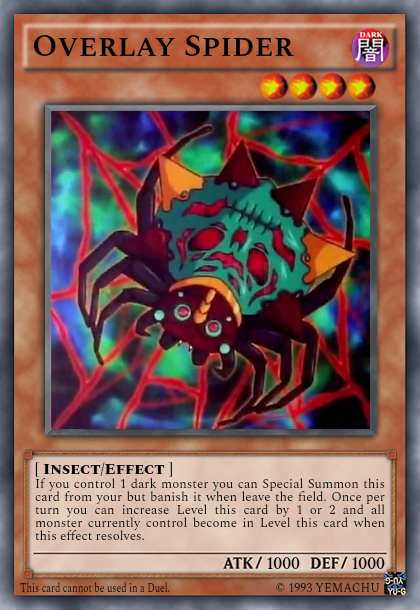 Overlay Spider
DARK
闇
[ Insect/Effect ]
If you control 1 dark monster you can Special Summon this
card from your but banish it when leave the field. Once per
turn you can increase Level this card by 1 or 2 and all
monster currently control become in Level this card when
this effect resolves.
ATK/ 1000 DEF/ 1000
This card cannot be used in a Duel.
© 1993 YEMACHU